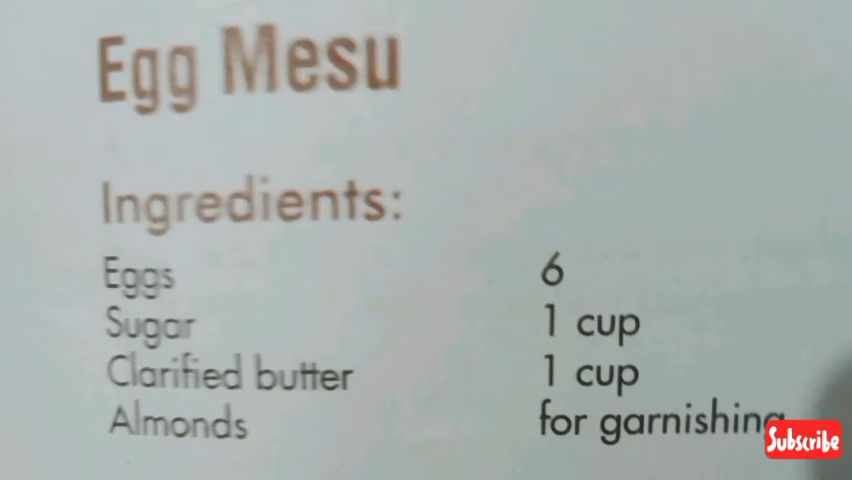 Egg Mesu
Ingredients:
Eggs 6
Sugar 1 cup
Clarified butter 1 cup
Almonds for garnishing
Subscribe